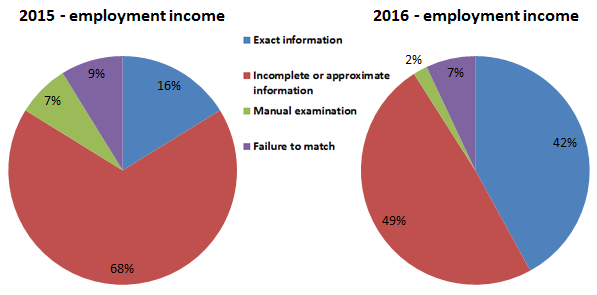 2015 - employment income
16%
68%
7%
9%
Exact information
Incomplete or approximate
information
Manual examination
Failure to match
2016 - employment income
42%
49%
2%
7%